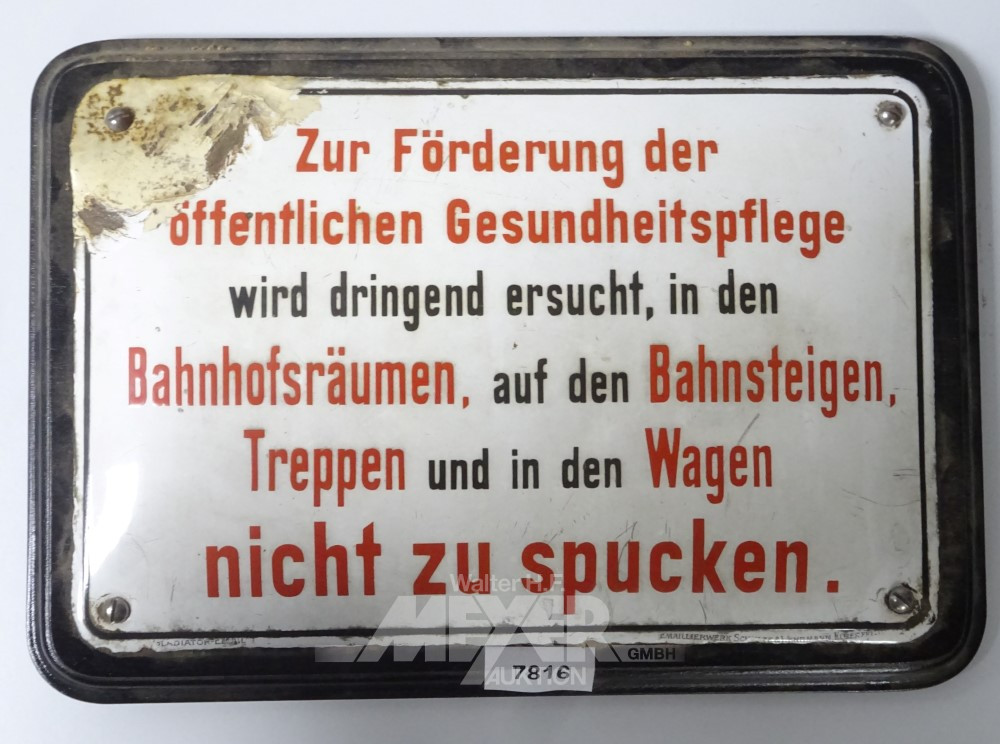 Zur Förderung der
öffentlichen Gesundheitspflege
wird dringend ersucht, in den
Bahnhofsräumen, auf den Bahnsteigen,
Treppen und in den Wagen
nicht zu spucken.
Walter H.F.
MEYER
GMBH
7816
AUKTION